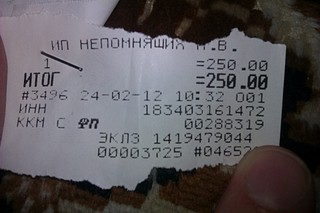 ИП НЕПОМНЯЩИХ М.В.
1 =250.00
ИТОГ =250.00
#3496 24-02-12 10:32 001
ИНН 183403161472
ККМ С ФП 00288319
ЭКЛЗ 1419479044
00003725 #04652